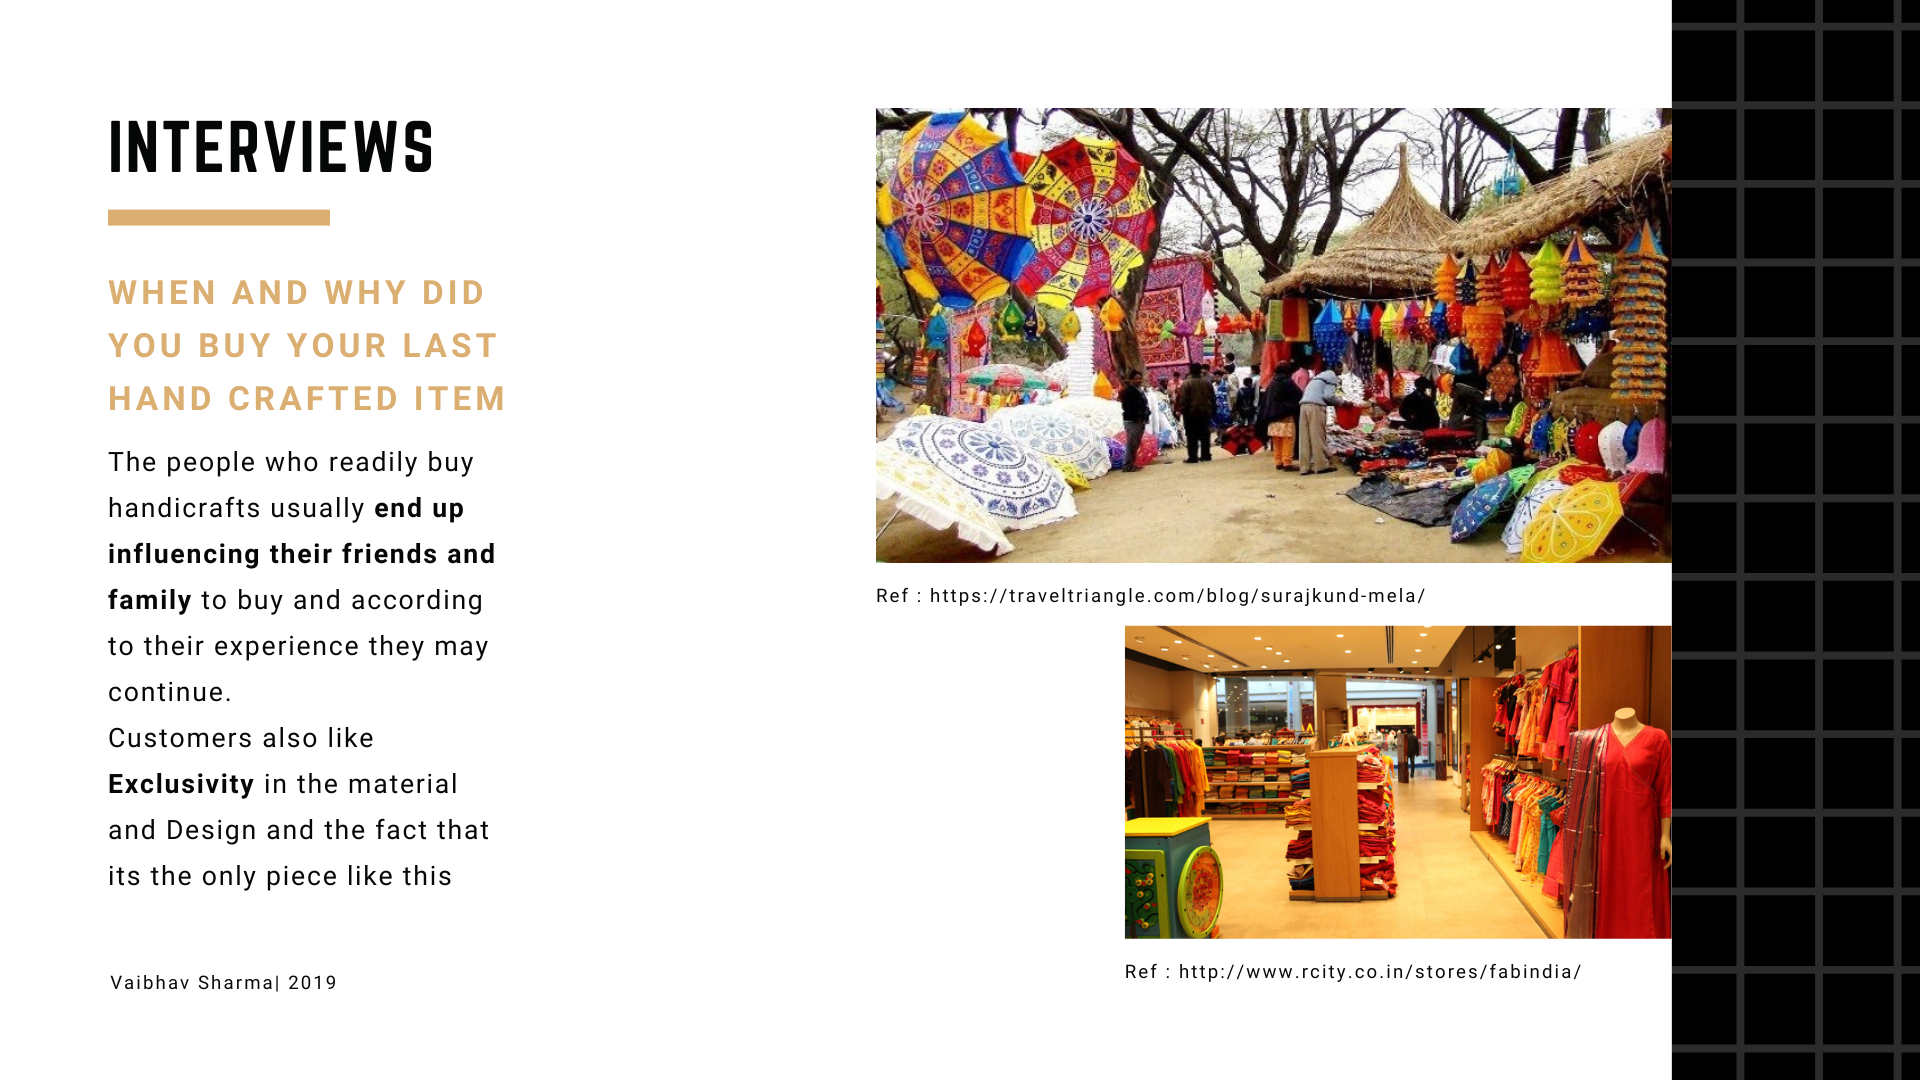 INTERVIEWS
WHEN AND WHY DID
YOU BUY YOUR LAST
HAND CRAFTED ITEM
The people who readily buy
handicrafts usually end up
influencing their friends and
family to buy and according
to their experience they may
continue.
Customers also like
Exclusivity in the material
and Design and the fact that
its the only piece like this
Vaibhav Sharma| 2019
Ref : https://traveltriangle.com/blog/surajkund-mela/
Ref : http://www.rcity.co.in/stores/fabindia/